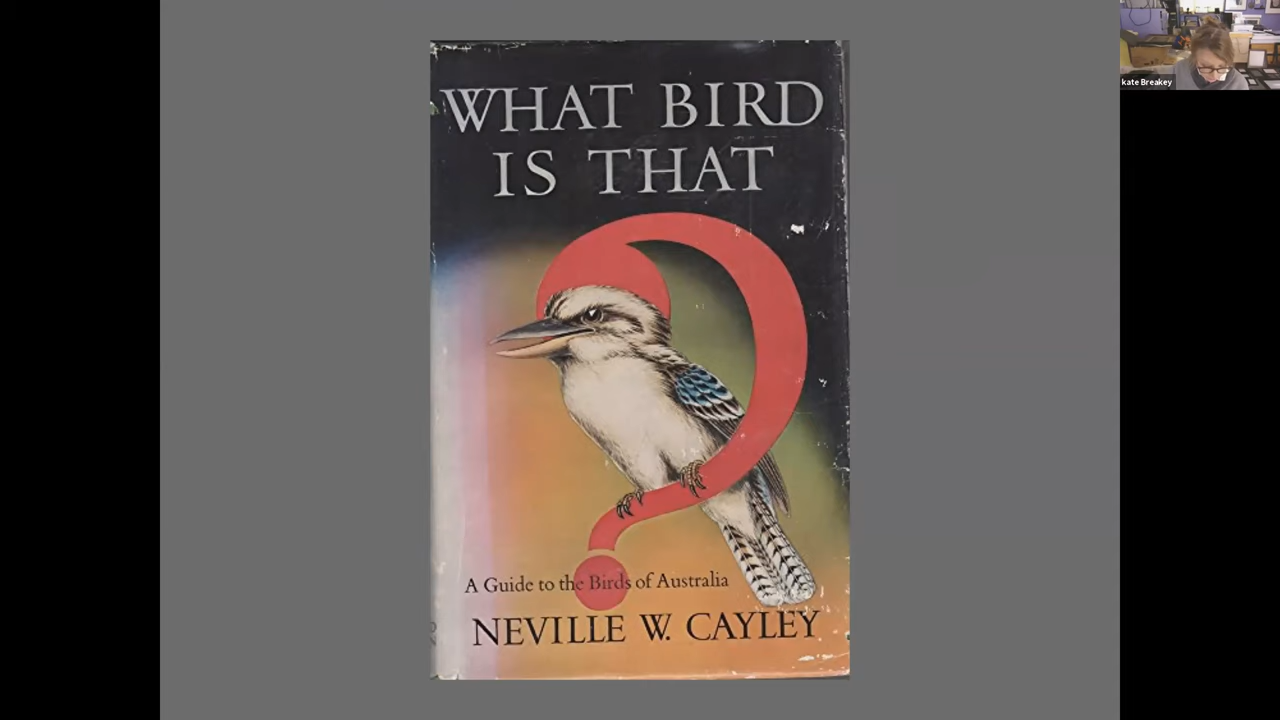 WHAT BIRD
IS THAT
A Guide to the Birds of Australia
NEVILLE W. CAYLEY
kate Breakey